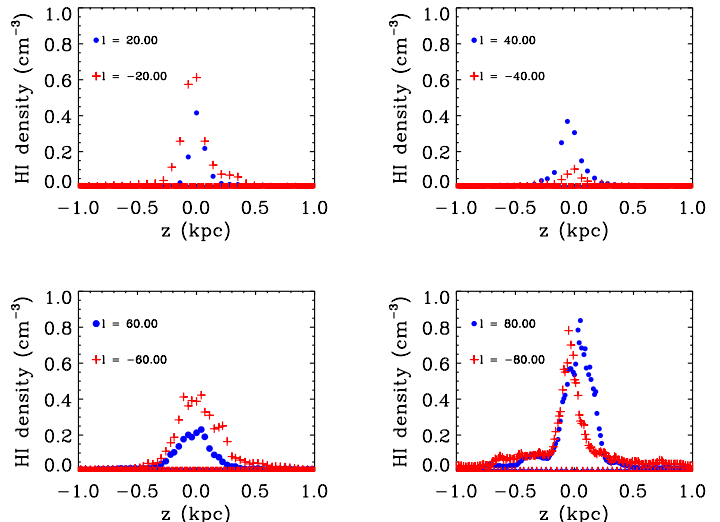 HI density (cm⁻³)
1.0
0.8
0.6
0.4
0.2
0.0
l = 20.00
l = −20.00
−1.0 −0.5 0.0 0.5 1.0
z (kpc)
HI density (cm⁻³)
1.0
0.8
0.6
0.4
0.2
0.0
l = 40.00
l = −40.00
−1.0 −0.5 0.0 0.5 1.0
z (kpc)
HI density (cm⁻³)
1.0
0.8
0.6
0.4
0.2
0.0
l = 60.00
l = −60.00
−1.0 −0.5 0.0 0.5 1.0
z (kpc)
HI density (cm⁻³)
1.0
0.8
0.6
0.4
0.2
0.0
l = 80.00
l = −80.00
−1.0 −0.5 0.0 0.5 1.0
z (kpc)